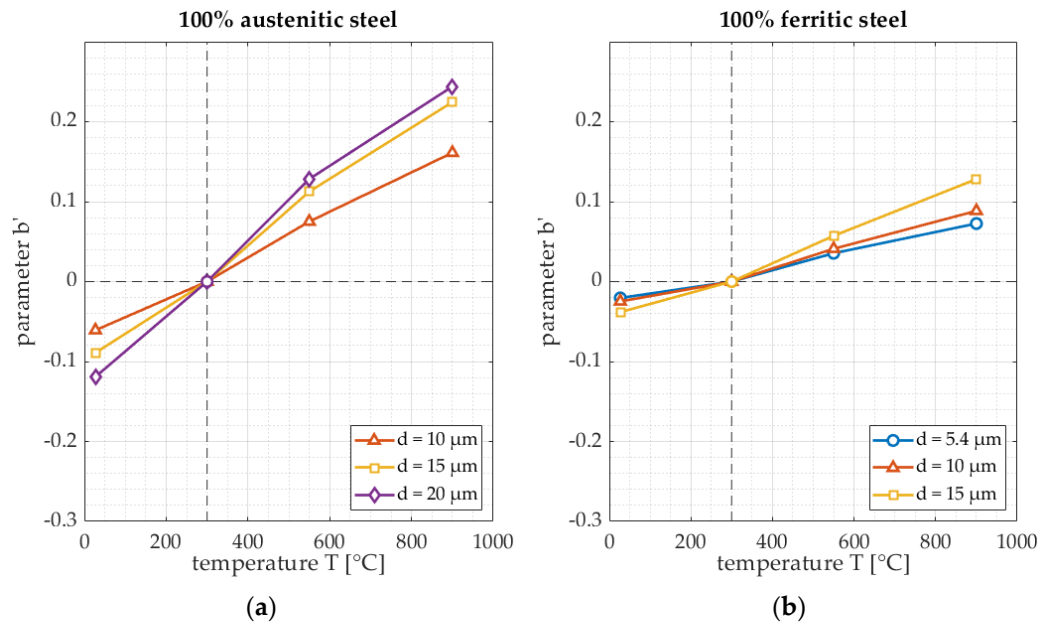 100% austenitic steel
0.2
0.1
0
-0.1
-0.2
-0.3
parameter b'
0 200 400 600 800 1000
temperature T [°C]
d = 10 µm
d = 15 µm
d = 20 µm
(a)
100% ferritic steel
0.2
0.1
0
-0.1
-0.2
-0.3
parameter b'
0 200 400 600 800 1000
temperature T [°C]
d = 5.4 µm
d = 10 µm
d = 15 µm
(b)